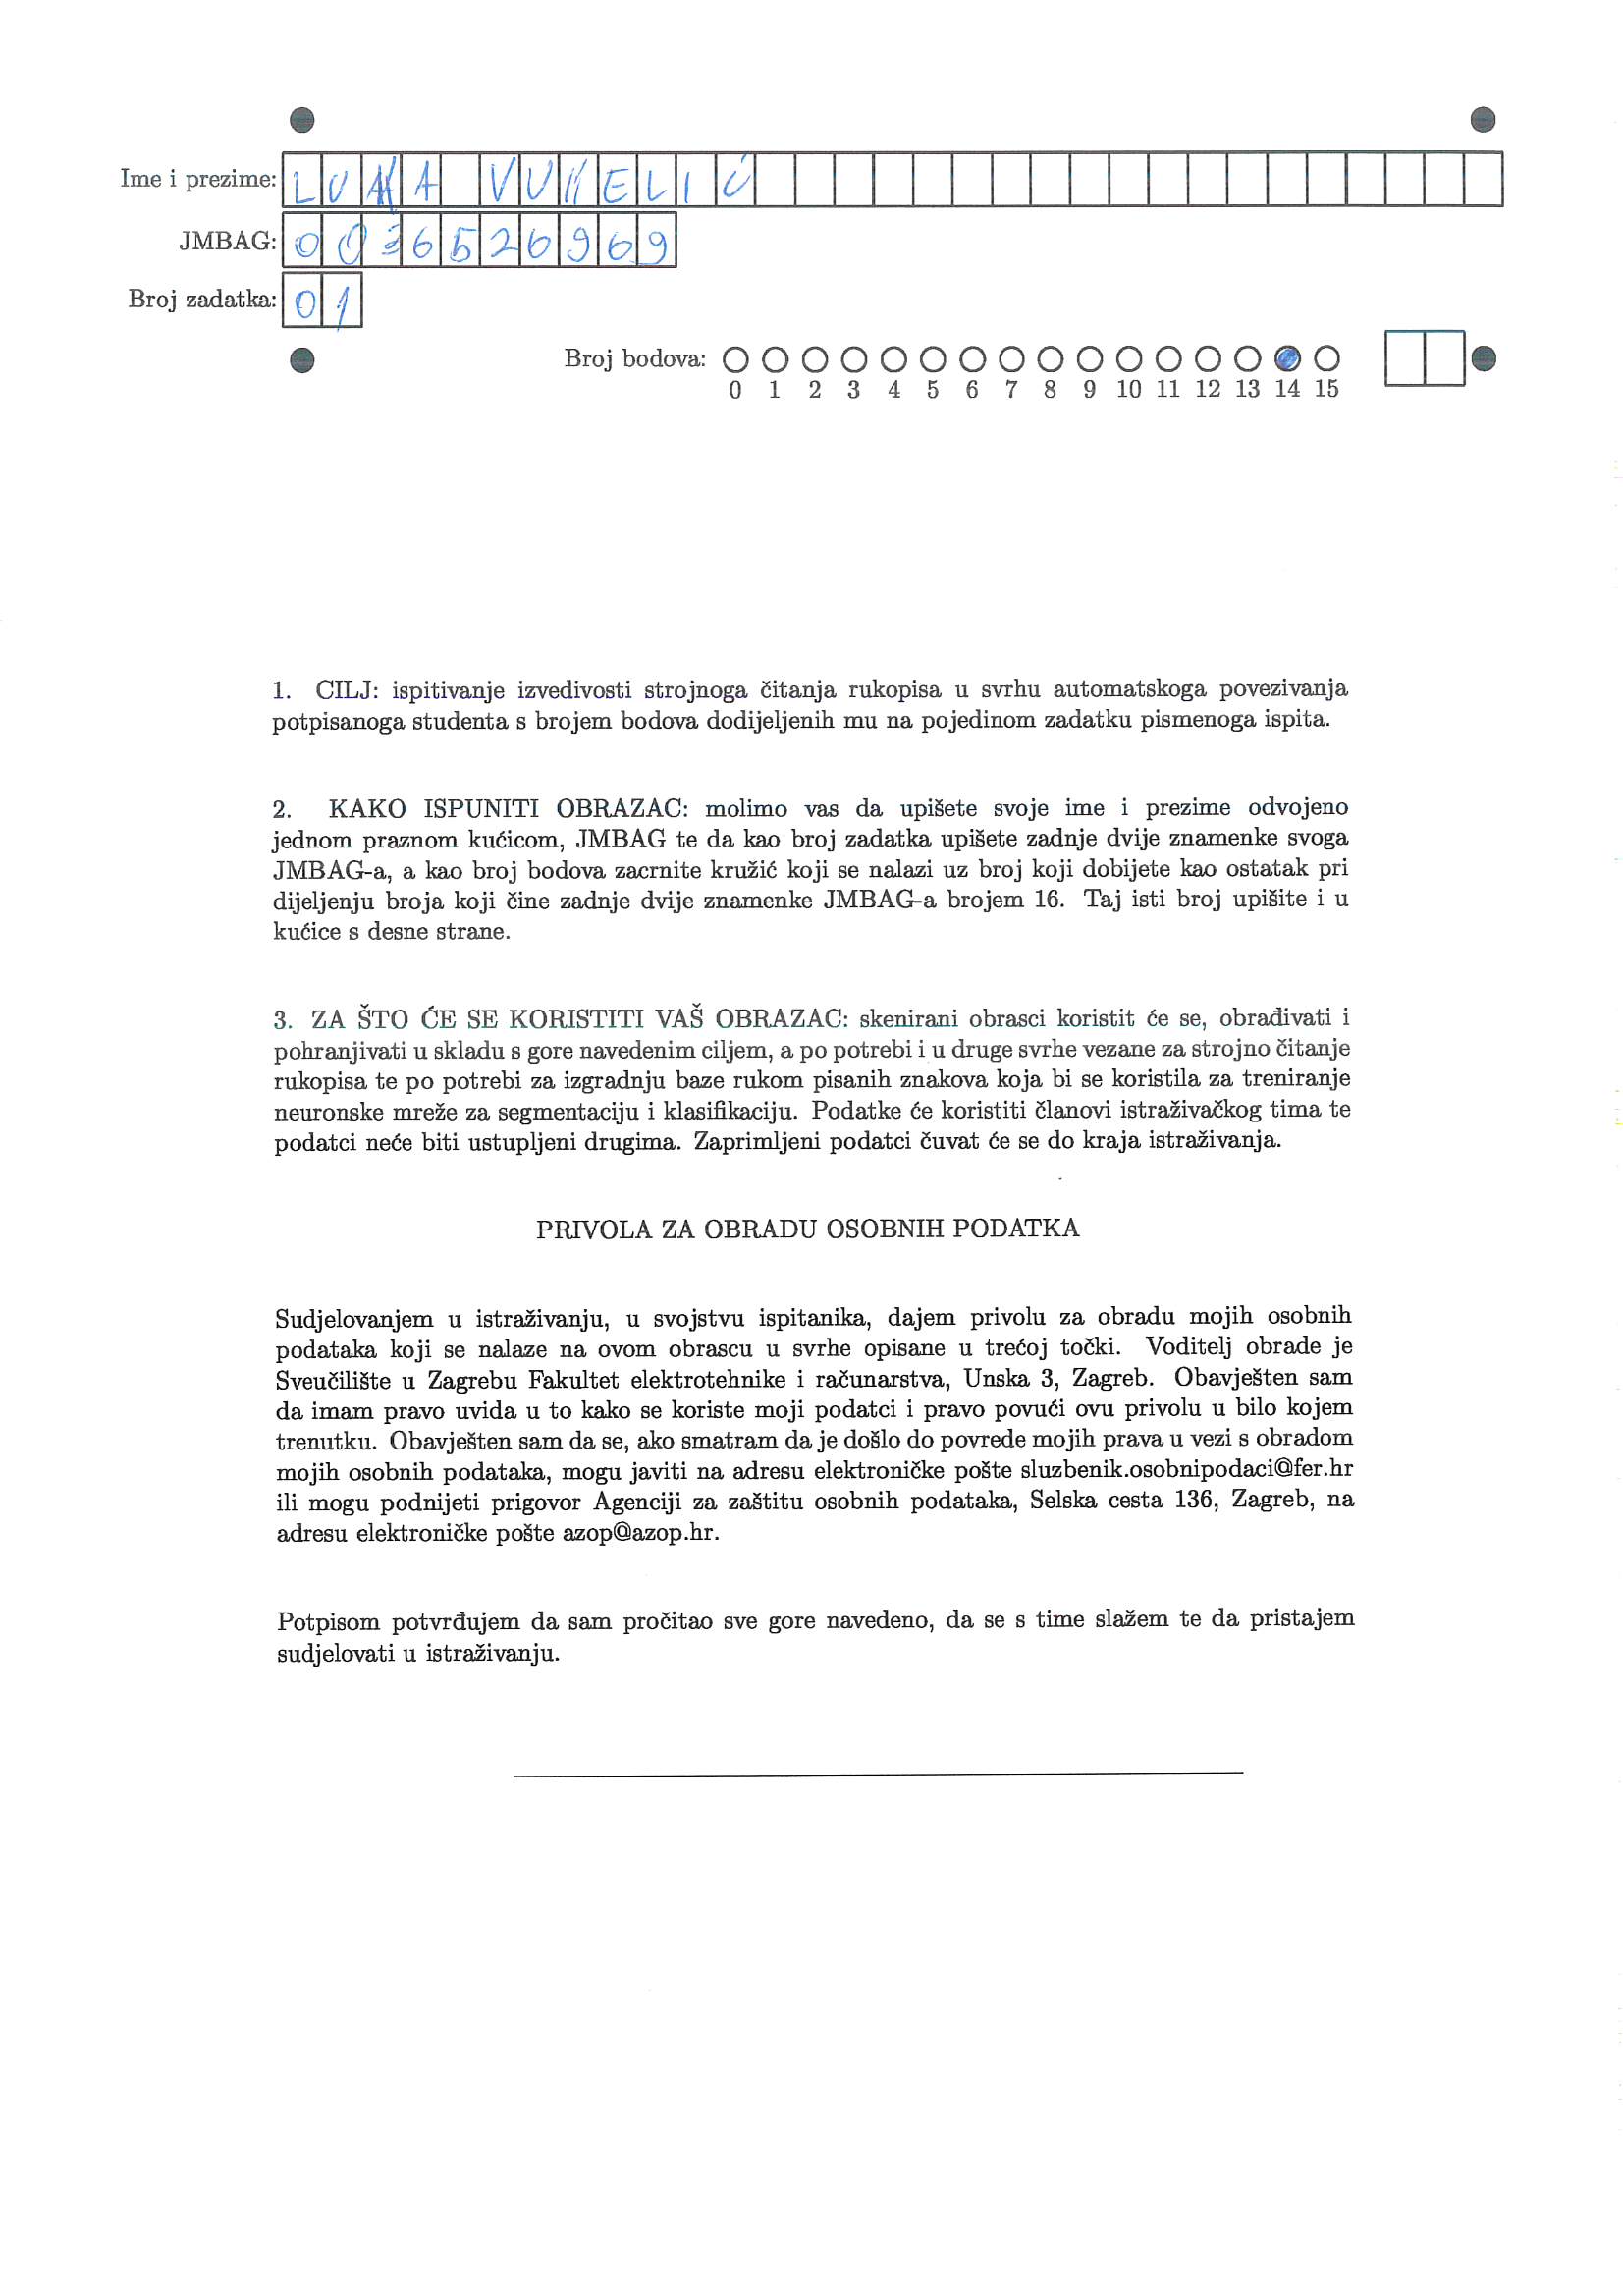 Ime i prezime: LUKA VUKELIĆ
JMBAG: 0036526969
Broj zadatka: 01
Broj bodova:
0 1 2 3 4 5 6 7 8 9 10 11 12 13 14 15
1. CILJ: ispitivanje izvedivosti strojnoga čitanja rukopisa u svrhu automatskoga povezivanja
potpisanoga studenta s brojem bodova dodijeljenih mu na pojedinom zadatku pismenoga ispita.
2. KAKO ISPUNITI OBRAZAC: molimo vas da upišete svoje ime i prezime odvojeno
jednom praznom kućicom, JMBAG te da kao broj zadatka upišete zadnje dvije znamenke svoga
JMBAG-a, a kao broj bodova zacrnite kružić koji se nalazi uz broj koji dobijete kao ostatak pri
dijeljenju broja koji čine zadnje dvije znamenke JMBAG-a brojem 16. Taj isti broj upišite i u
kućice s desne strane.
3. ZA ŠTO ĆE SE KORISTITI VAŠ OBRAZAC: skenirani obrasci koristit će se, obrađivati i
pohranjivati u skladu s gore navedenim ciljem, a po potrebi i u druge svrhe vezane za strojno čitanje
rukopisa te po potrebi za izgradnju baze rukom pisanih znakova koja bi se koristila za treniranje
neuronske mreže za segmentaciju i klasifikaciju. Podatke će koristiti članovi istraživačkog tima te
podatci neće biti ustupljeni drugima. Zaprimljeni podatci čuvat će se do kraja istraživanja.
PRIVOLA ZA OBRADU OSOBNIH PODATKA
Sudjelovanjem u istraživanju, u svojstvu ispitanika, dajem privolu za obradu mojih osobnih
podataka koji se nalaze na ovom obrascu u svrhe opisane u trećoj točki. Voditelj obrade je
Sveučilište u Zagrebu Fakultet elektrotehnike i računarstva, Unska 3, Zagreb. Obavješten sam
da imam pravo uvida u to kako se koriste moji podatci i pravo povući ovu privolu u bilo kojem
trenutku. Obavješten sam da se, ako smatram da je došlo do povrede mojih prava u vezi s obradom
mojih osobnih podataka, mogu javiti na adresu elektroničke pošte sluzbenik.osobnipodaci@fer.hr
ili mogu podnijeti prigovor Agenciji za zaštitu osobnih podataka, Selska cesta 136, Zagreb, na
adresu elektroničke pošte azop@azop.hr.
Potpisom potvrđujem da sam pročitao sve gore navedeno, da se s time slažem te da pristajem
sudjelovati u istraživanju.